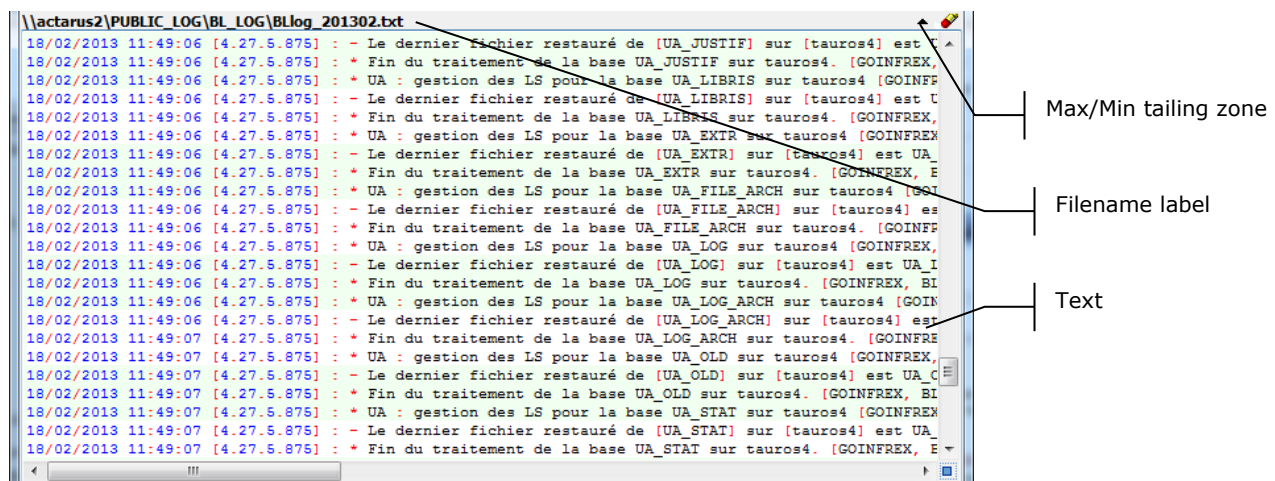 \\actarus2\PUBLIC_LOG\BL_LOG\BLlog_201302.txt
18/02/2013 11:49:06 [4.27.5.875] : - Le dernier fichier restauré de [UA_JUSTIF] sur [tauros4] est
18/02/2013 11:49:06 [4.27.5.875] : * Fin du traitement de la base UA_JUSTIF sur tauros4. [GOINFREX,
18/02/2013 11:49:06 [4.27.5.875] : * UA : gestion des LS pour la base UA_LIBRIS sur tauros4 [GOINFR
18/02/2013 11:49:06 [4.27.5.875] : - Le dernier fichier restauré de [UA_LIBRIS] sur [tauros4] est
18/02/2013 11:49:06 [4.27.5.875] : * Fin du traitement de la base UA_LIBRIS sur tauros4. [GOINFREX,
18/02/2013 11:49:06 [4.27.5.875] : * UA : gestion des LS pour la base UA_EXTR sur tauros4 [GOINFREX
18/02/2013 11:49:06 [4.27.5.875] : - Le dernier fichier restauré de [UA_EXTR] sur [tauros4] est UA_
18/02/2013 11:49:06 [4.27.5.875] : * Fin du traitement de la base UA_EXTR sur tauros4. [GOINFREX, B
18/02/2013 11:49:06 [4.27.5.875] : * UA : gestion des LS pour la base UA_FILE_ARCH sur tauros4 [GOI
18/02/2013 11:49:06 [4.27.5.875] : - Le dernier fichier restauré de [UA_FILE_ARCH] sur [tauros4] es
18/02/2013 11:49:06 [4.27.5.875] : * Fin du traitement de la base UA_FILE_ARCH sur tauros4. [GOINFR
18/02/2013 11:49:06 [4.27.5.875] : * UA : gestion des LS pour la base UA_LOG sur tauros4 [GOINFREX,
18/02/2013 11:49:06 [4.27.5.875] : - Le dernier fichier restauré de [UA_LOG] sur [tauros4] est UA_L
18/02/2013 11:49:06 [4.27.5.875] : * Fin du traitement de la base UA_LOG sur tauros4. [GOINFREX, BL
18/02/2013 11:49:06 [4.27.5.875] : * UA : gestion des LS pour la base UA_LOG_ARCH sur tauros4 [GOIN
18/02/2013 11:49:06 [4.27.5.875] : - Le dernier fichier restauré de [UA_LOG_ARCH] sur [tauros4] est
18/02/2013 11:49:07 [4.27.5.875] : * Fin du traitement de la base UA_LOG_ARCH sur tauros4. [GOINFRE
18/02/2013 11:49:07 [4.27.5.875] : * UA : gestion des LS pour la base UA_OLD sur tauros4 [GOINFREX,
18/02/2013 11:49:07 [4.27.5.875] : - Le dernier fichier restauré de [UA_OLD] sur [tauros4] est UA_O
18/02/2013 11:49:07 [4.27.5.875] : * Fin du traitement de la base UA_OLD sur tauros4. [GOINFREX, BL
18/02/2013 11:49:07 [4.27.5.875] : * UA : gestion des LS pour la base UA_STAT sur tauros4 [GOINFREX
18/02/2013 11:49:07 [4.27.5.875] : - Le dernier fichier restauré de [UA_STAT] sur [tauros4] est UA_
18/02/2013 11:49:07 [4.27.5.875] : * Fin du traitement de la base UA_STAT sur tauros4. [GOINFREX, B
Max/Min tailing zone
Filename label
Text